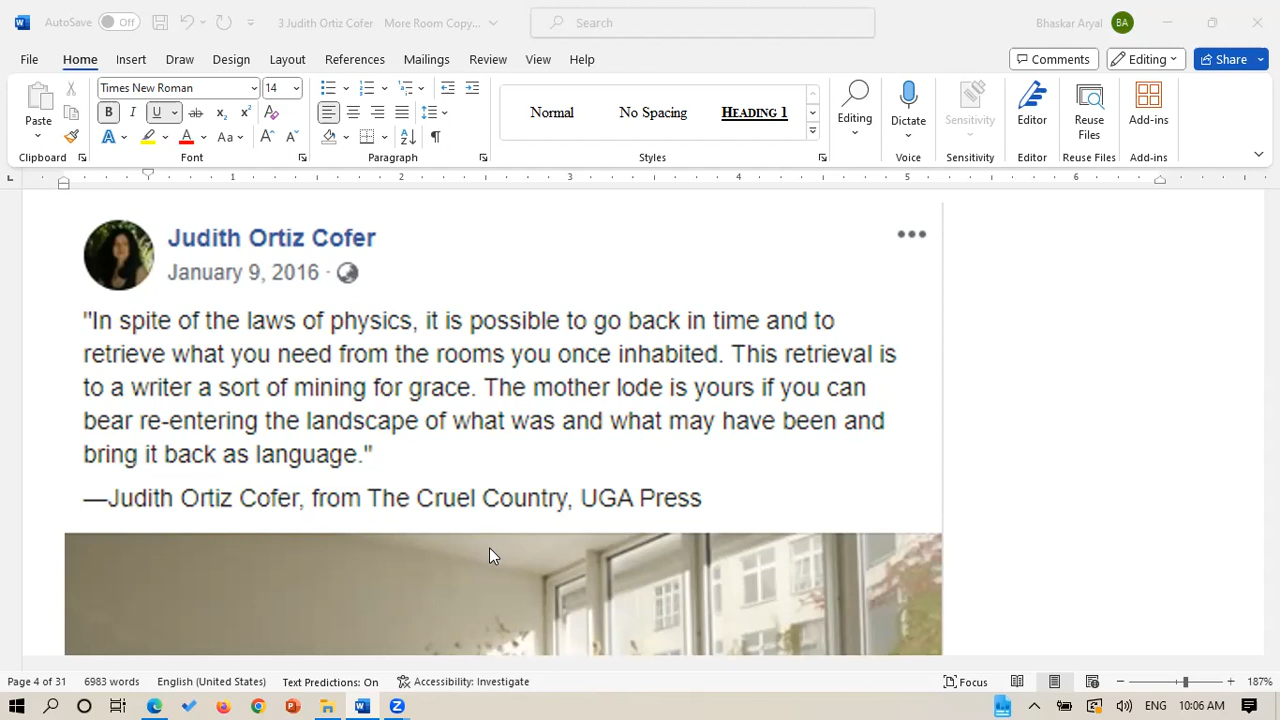 AutoSave Off 3 Judith Ortiz Cofer More Room Copy... Search Bhaskar Aryal BA
File Home Insert Draw Design Layout References Mailings Review View Help Comments Editing Share
Times New Roman 14
Paste
Normal No Spacing HEADING 1
Editing Dictate Sensitivity Editor Reuse Files Add-ins
Clipboard Font Paragraph Styles Voice Sensitivity Editor Reuse Files Add-ins
1 2 3 4 5 6
Judith Ortiz Cofer
January 9, 2016 ·
"In spite of the laws of physics, it is possible to go back in time and to
retrieve what you need from the rooms you once inhabited. This retrieval is
to a writer a sort of mining for grace. The mother lode is yours if you can
bear re-entering the landscape of what was and what may have been and
bring it back as language."
—Judith Ortiz Cofer, from The Cruel Country, UGA Press
Page 4 of 31 6983 words English (United States) Text Predictions: On Accessibility: Investigate Focus 187%
ENG 10:06 AM